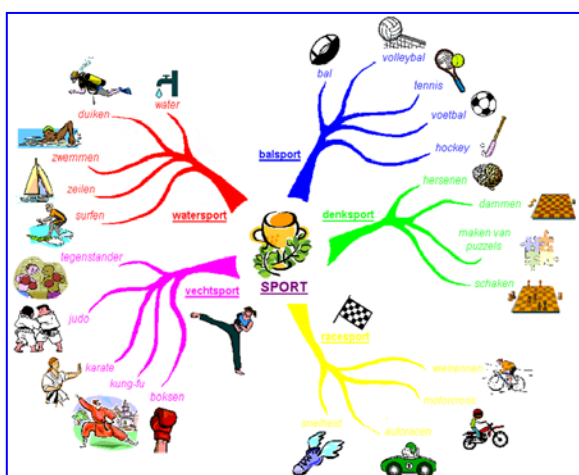 bal
volleybal
tennis
voetbal
hockey
balsport
water
duiken
zwemmen
zeilen
surfen
watersport
hersenen
dammen
maken van
puzzels
schaken
denksport
SPORT
tegenstander
judo
karate
kung-fu
boksen
vechtsport
racesport
wielrennen
motorcross
autoracen
snelheid